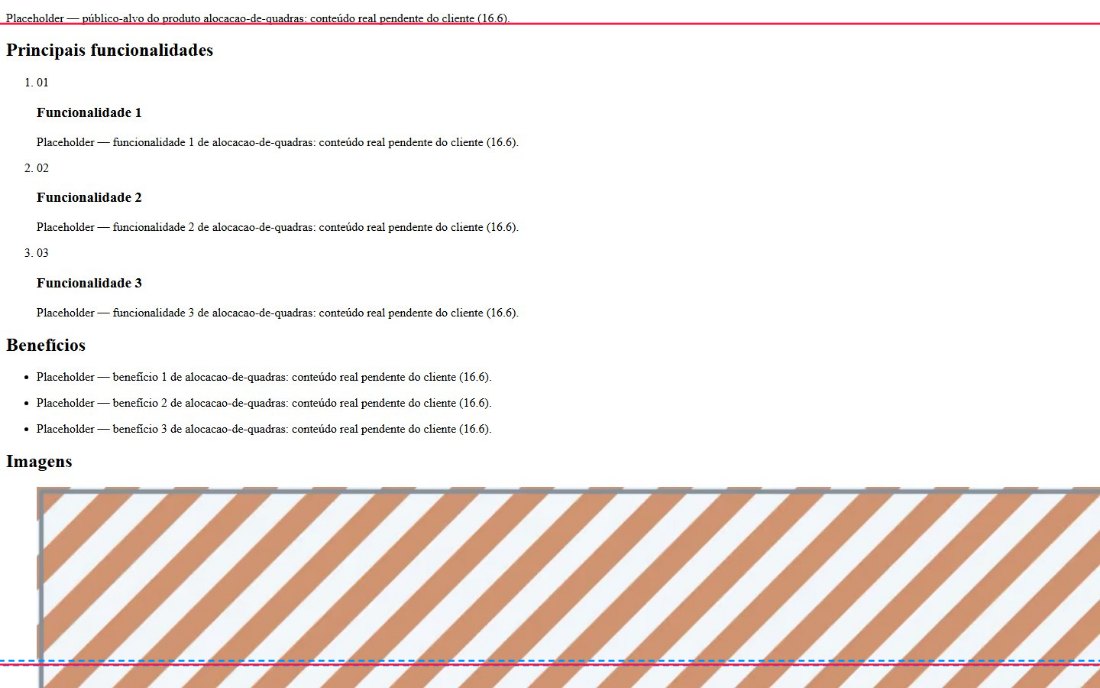 Placeholder — público-alvo do produto alocacao-de-quadras: conteúdo real pendente do cliente (16.6).
Principais funcionalidades
1. 01
Funcionalidade 1
Placeholder — funcionalidade 1 de alocacao-de-quadras: conteúdo real pendente do cliente (16.6).
2. 02
Funcionalidade 2
Placeholder — funcionalidade 2 de alocacao-de-quadras: conteúdo real pendente do cliente (16.6).
3. 03
Funcionalidade 3
Placeholder — funcionalidade 3 de alocacao-de-quadras: conteúdo real pendente do cliente (16.6).
Benefícios
• Placeholder — benefício 1 de alocacao-de-quadras: conteúdo real pendente do cliente (16.6).
• Placeholder — benefício 2 de alocacao-de-quadras: conteúdo real pendente do cliente (16.6).
• Placeholder — benefício 3 de alocacao-de-quadras: conteúdo real pendente do cliente (16.6).
Imagens